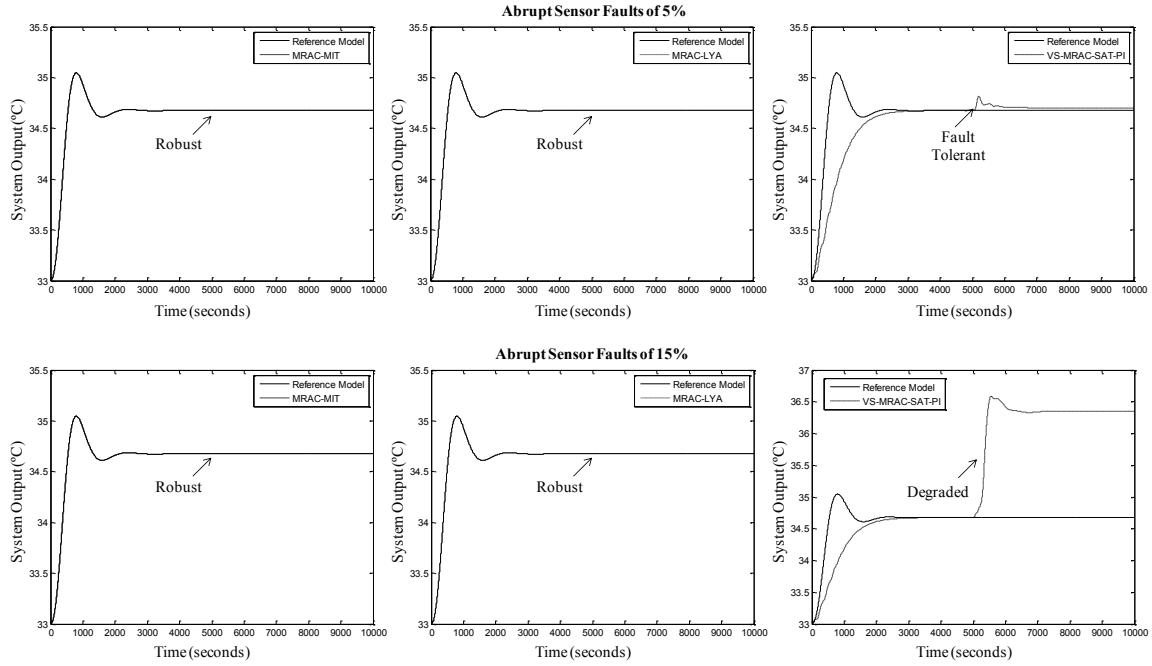 Abrupt Sensor Faults of 5%
35.5
35
34.5
34
33.5
33
System Output (ºC)
Reference Model
MRAC-MIT
Robust
0 1000 2000 3000 4000 5000 6000 7000 8000 9000 10000
Time (seconds)
35.5
35
34.5
34
33.5
33
System Output (ºC)
Reference Model
MRAC-LYA
Robust
0 1000 2000 3000 4000 5000 6000 7000 8000 9000 10000
Time (seconds)
35.5
35
34.5
34
33.5
33
System Output (ºC)
Reference Model
VS-MRAC-SAT-PI
Fault
Tolerant
0 1000 2000 3000 4000 5000 6000 7000 8000 9000 10000
Time (seconds)
Abrupt Sensor Faults of 15%
35.5
35
34.5
34
33.5
33
System Output (ºC)
Reference Model
MRAC-MIT
Robust
0 1000 2000 3000 4000 5000 6000 7000 8000 9000 10000
Time (seconds)
35.5
35
34.5
34
33.5
33
System Output (ºC)
Reference Model
MRAC-LYA
Robust
0 1000 2000 3000 4000 5000 6000 7000 8000 9000 10000
Time (seconds)
37
36.5
36
35.5
35
34.5
34
33.5
33
System Output (ºC)
Reference Model
VS-MRAC-SAT-PI
Degraded
0 1000 2000 3000 4000 5000 6000 7000 8000 9000 10000
Time (seconds)